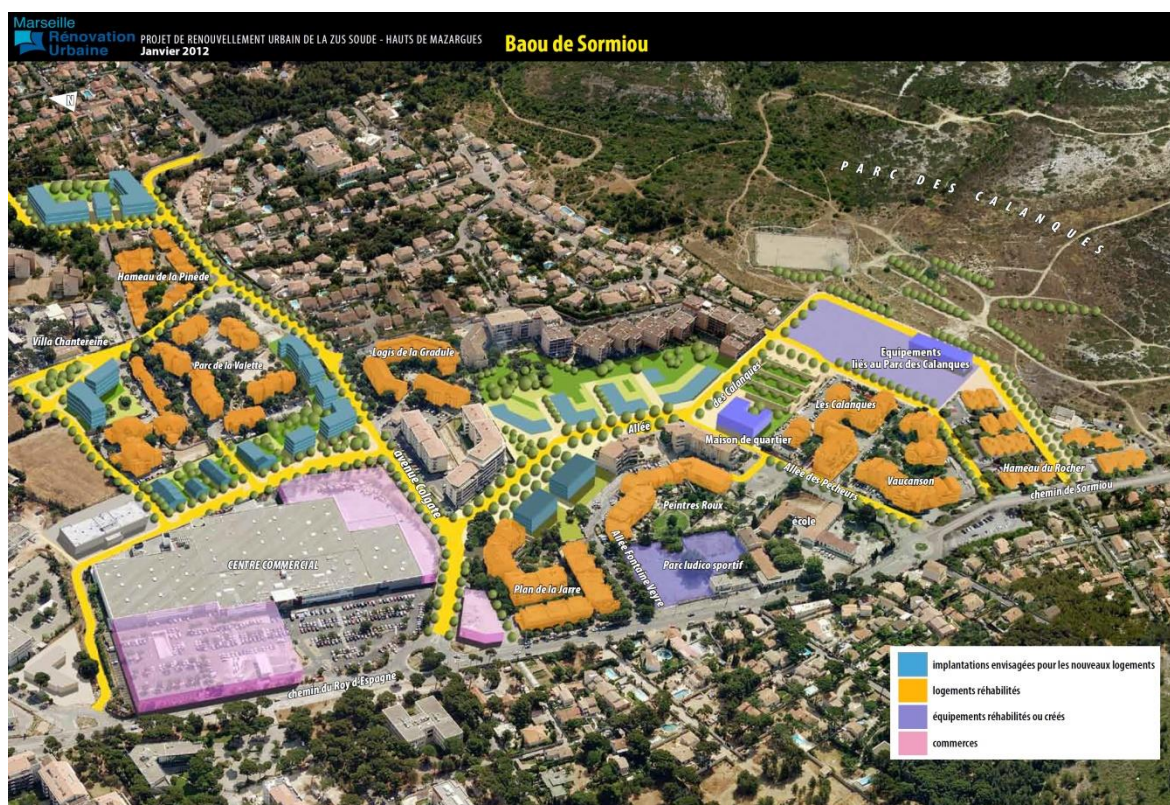 Marseille
Rénovation
Urbaine
PROJET DE RENOUVELLEMENT URBAIN DE LA ZUS SOUDE - HAUTS DE MAZARGUES
Janvier 2012
Baou de Sormiou
N
PARC DES CALANQUES
Hameau de la Pinède
Villa Chantereine
Parc de la Valette
Logis de la Gradule
Equipements
liés au Parc des Calanques
des Calanques
Les Calanques
Allée
Maison de quartier
avenue Colgate
Allée des Pêcheurs
Vaucanson
Hameau du Rocher
chemin de Sormiou
Peintres Roux
école
CENTRE COMMERCIAL
Allée Fontaine Veyre
Parc ludico sportif
Plan de la Jarre
chemin du Roy d'Espagne
implantations envisagées pour les nouveaux logements
logements réhabilités
équipements réhabilités ou créés
commerces